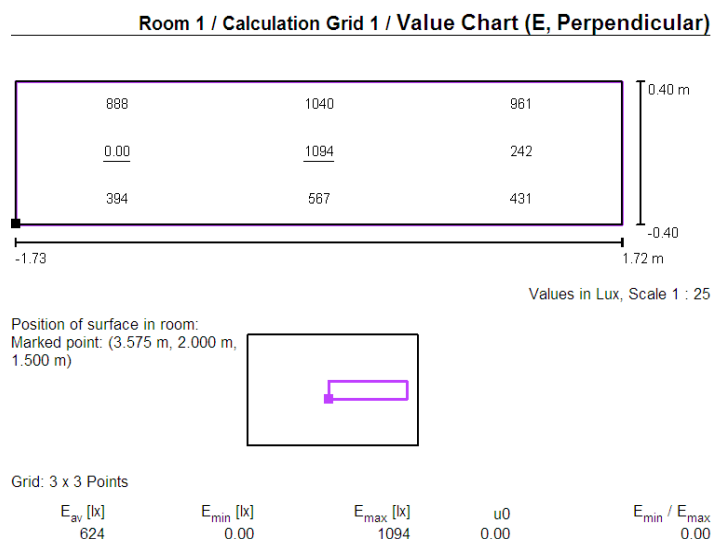 Room 1 / Calculation Grid 1 / Value Chart (E, Perpendicular)
888 1040 961 0.40 m
0.00 1094 242
394 567 431
-0.40
-1.73 1.72 m
Values in Lux, Scale 1 : 25
Position of surface in room:
Marked point: (3.575 m, 2.000 m,
1.500 m)
Grid: 3 x 3 Points
Eav [lx] Emin [lx] Emax [lx] u0 Emin / Emax
624 0.00 1094 0.00 0.00